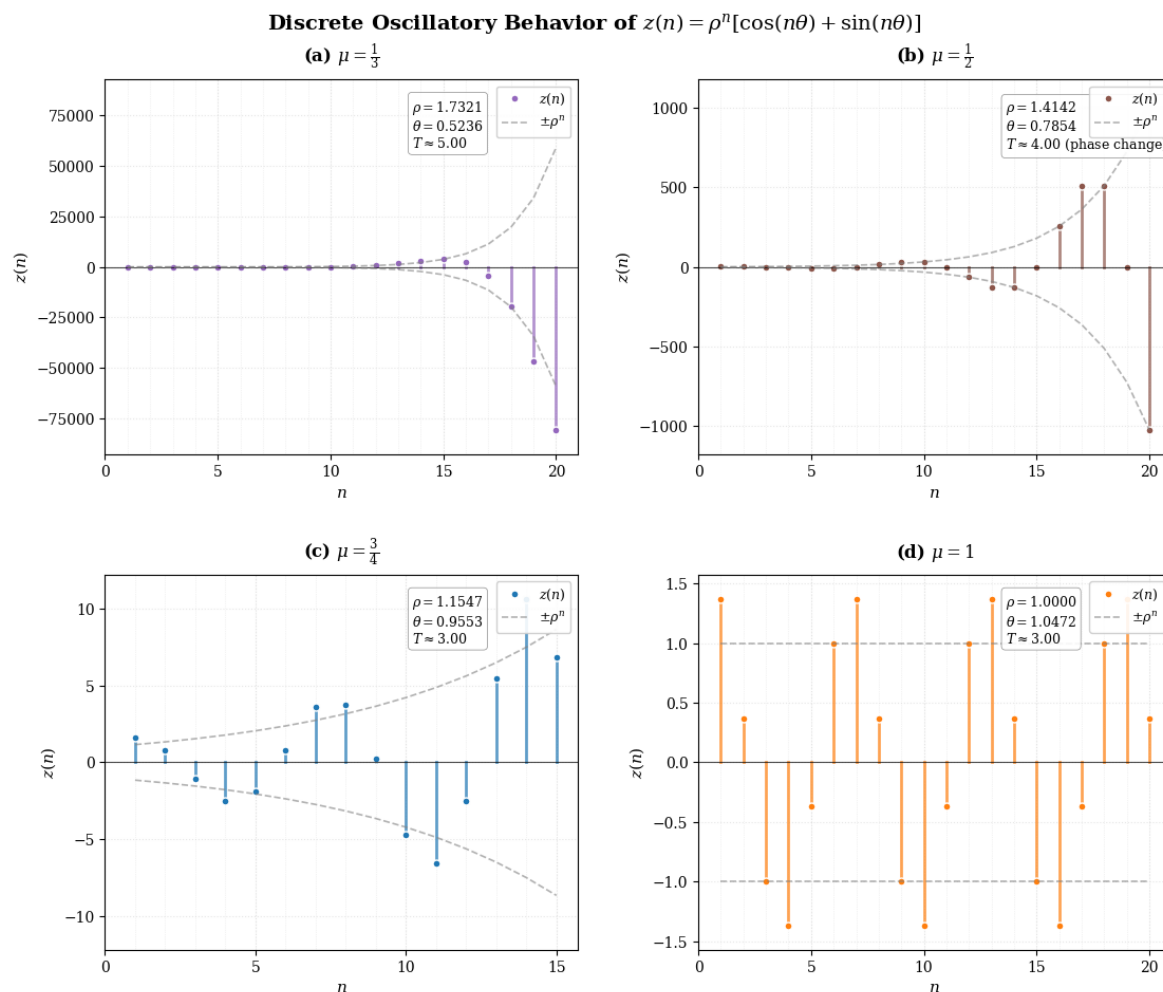 Discrete Oscillatory Behavior of z(n) = ρⁿ[cos(nθ) + sin(nθ)]
(a) μ = 1/3
ρ = 1.7321
θ = 0.5236
T ≈ 5.00
z(n)
±ρⁿ
75000
50000
25000
0
−25000
−50000
−75000
z(n)
0
5
10
15
20
n
(b) μ = 1/2
ρ = 1.4142
θ = 0.7854
T ≈ 4.00 (phase change
z(n)
±ρⁿ
1000
500
0
−500
−1000
z(n)
0
5
10
15
20
n
(c) μ = 3/4
ρ = 1.1547
θ = 0.9553
T ≈ 3.00
z(n)
±ρⁿ
10
5
0
−5
−10
z(n)
0
5
10
15
n
(d) μ = 1
ρ = 1.0000
θ = 1.0472
T ≈ 3.00
z(n)
±ρⁿ
1.5
1.0
0.5
0.0
−0.5
−1.0
−1.5
z(n)
0
5
10
15
20
n